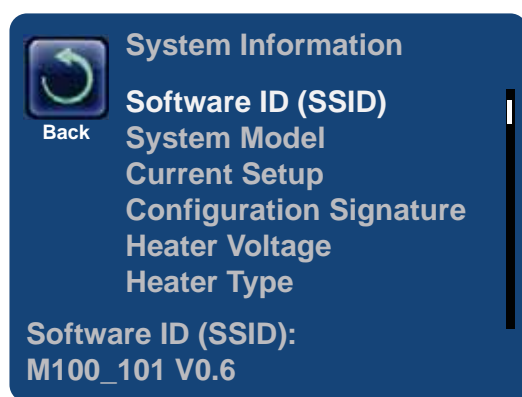 System Information
Back
Software ID (SSID)
System Model
Current Setup
Configuration Signature
Heater Voltage
Heater Type
Software ID (SSID):
M100_101 V0.6